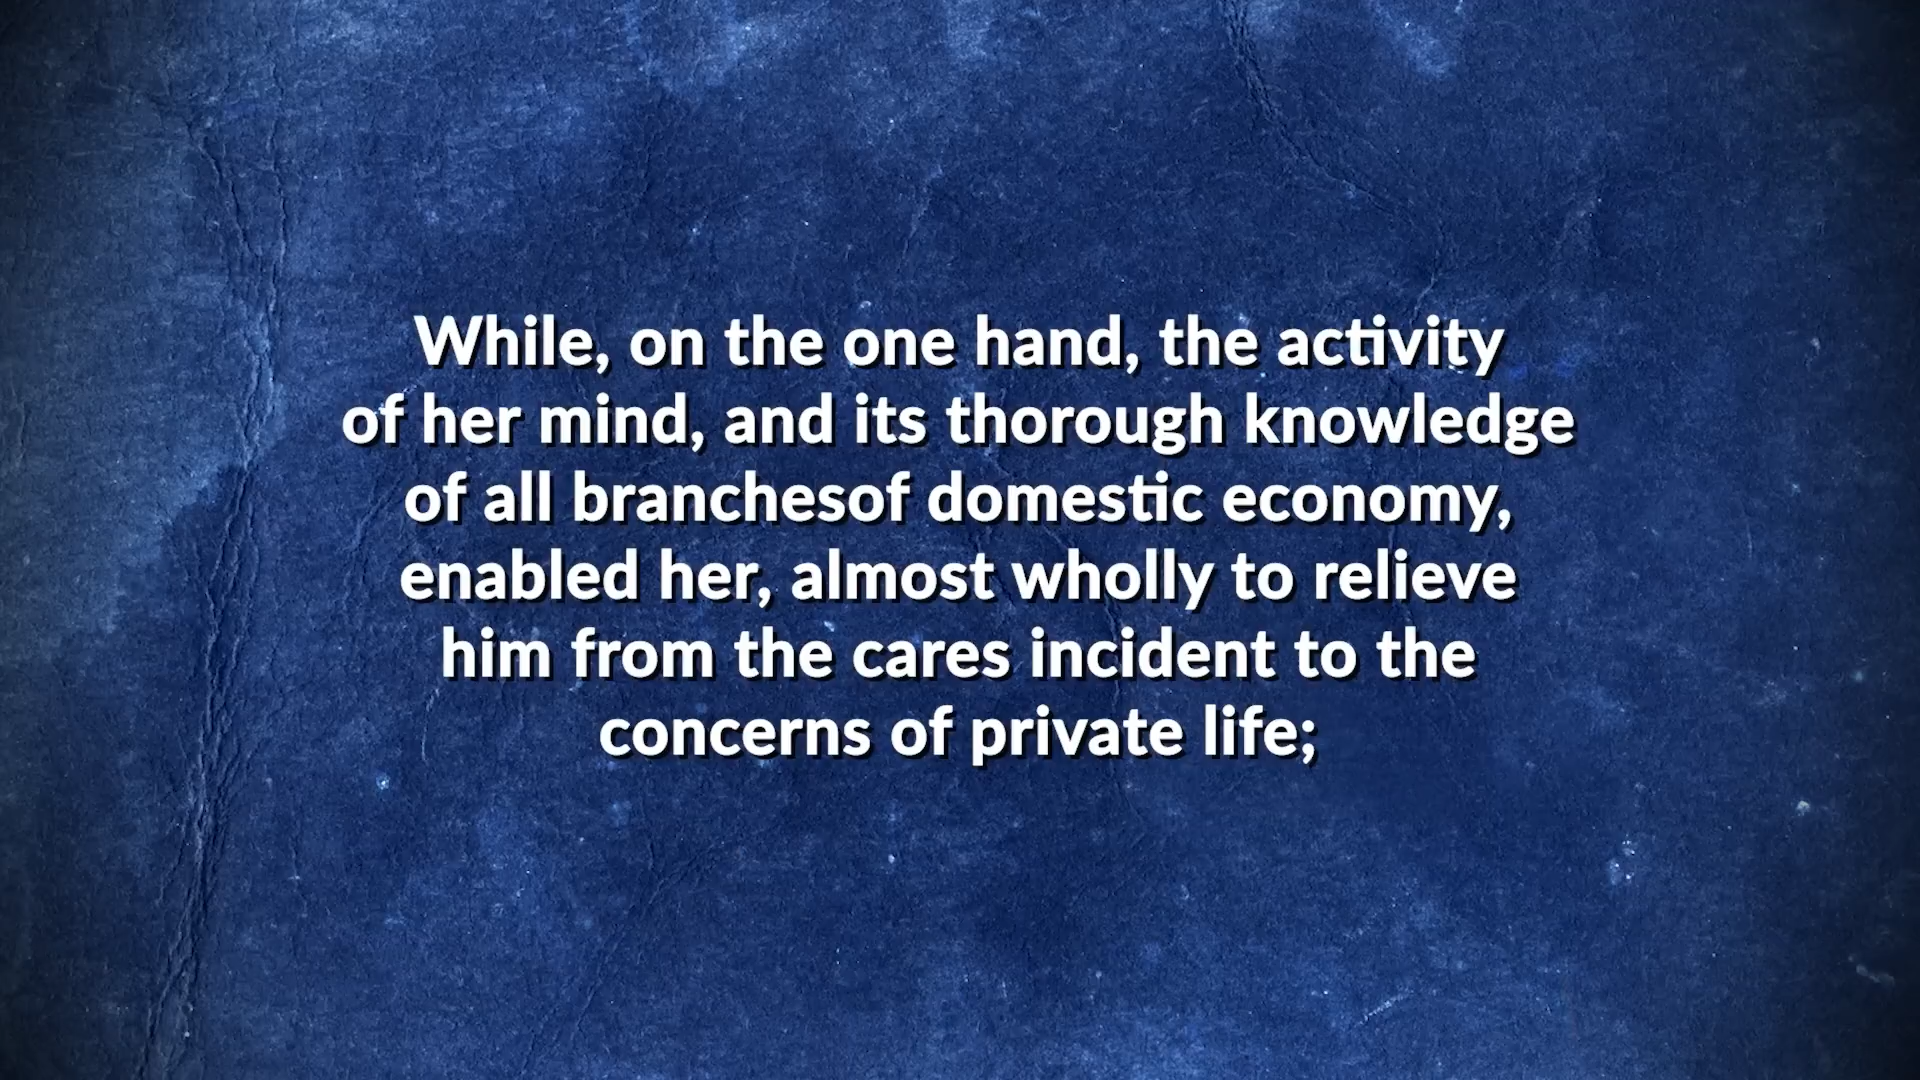 While, on the one hand, the activity
of her mind, and its thorough knowledge
of all branchesof domestic economy,
enabled her, almost wholly to relieve
him from the cares incident to the
concerns of private life;